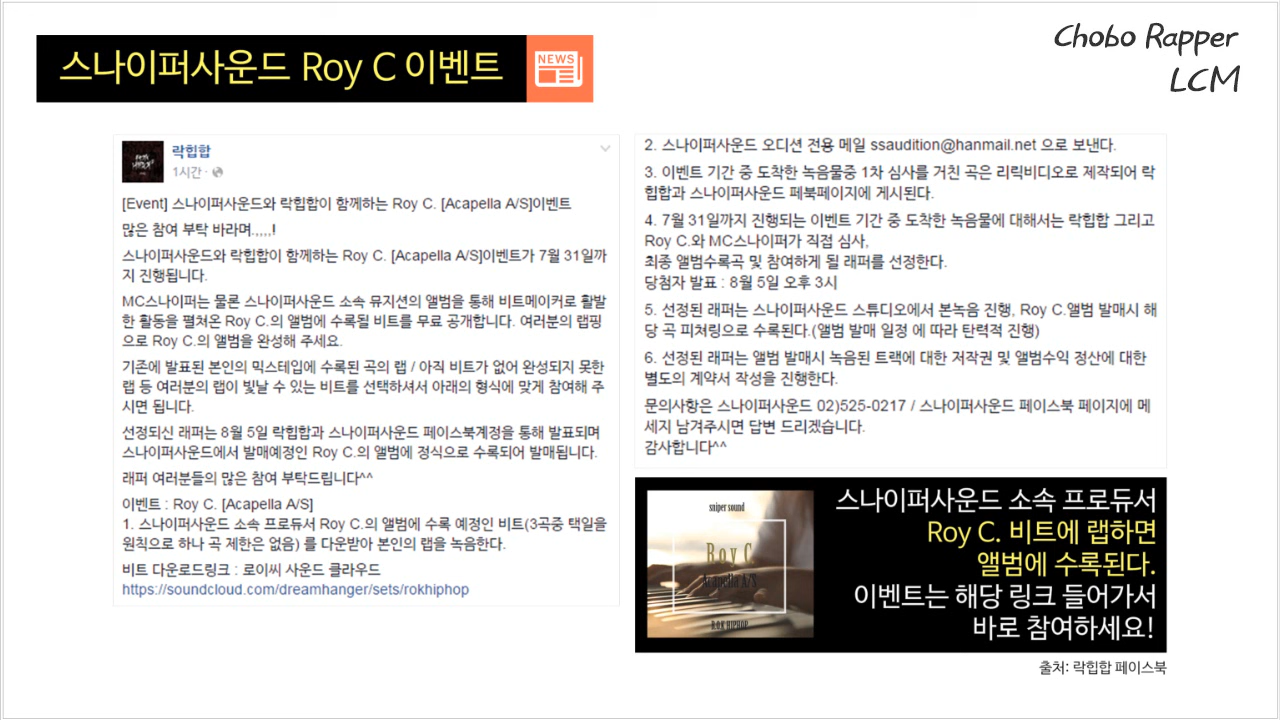 스나이퍼사운드 Roy C 이벤트
NEWS
Chobo Rapper
LCM
락힙합
1시간 ·
[Event] 스나이퍼사운드와 락힙합이 함께하는 Roy C. [Acapella A/S]이벤트
많은 참여 부탁 바라며.,,,,!
스나이퍼사운드와 락힙합이 함께하는 Roy C. [Acapella A/S]이벤트가 7월 31일까
지 진행됩니다.
MC스나이퍼는 물론 스나이퍼사운드 소속 뮤지션의 앨범을 통해 비트메이커로 활발
한 활동을 펼쳐온 Roy C.의 앨범에 수록될 비트를 무료 공개합니다. 여러분의 랩핑
으로 Roy C.의 앨범을 완성해 주세요.
기존에 발표된 본인의 믹스테입에 수록된 곡의 랩 / 아직 비트가 없어 완성되지 못한
랩 등 여러분의 랩이 빛날 수 있는 비트를 선택하셔서 아래의 형식에 맞게 참여해 주
시면 됩니다.
선정되신 래퍼는 8월 5일 락힙합과 스나이퍼사운드 페이스북계정을 통해 발표되며
스나이퍼사운드에서 발매예정인 Roy C.의 앨범에 정식으로 수록되어 발매됩니다.
래퍼 여러분들의 많은 참여 부탁드립니다^^
이벤트 : Roy C. [Acapella A/S]
1. 스나이퍼사운드 소속 프로듀서 Roy C.의 앨범에 수록 예정인 비트(3곡중 택일을
원칙으로 하나 곡 제한은 없음) 를 다운받아 본인의 랩을 녹음한다.
비트 다운로드링크 : 로이씨 사운드 클라우드
https://soundcloud.com/dreamhanger/sets/rokhiphop
2. 스나이퍼사운드 오디션 전용 메일 ssaudition@hanmail.net 으로 보낸다.
3. 이벤트 기간 중 도착한 녹음물중 1차 심사를 거친 곡은 리릭비디오로 제작되어 락
힙합과 스나이퍼사운드 페북페이지에 게시된다.
4. 7월 31일까지 진행되는 이벤트 기간 중 도착한 녹음물에 대해서는 락힙합 그리고
Roy C.와 MC스나이퍼가 직접 심사,
최종 앨범수록곡 및 참여하게 될 래퍼를 선정한다.
당첨자 발표 : 8월 5일 오후 3시
5. 선정된 래퍼는 스나이퍼사운드 스튜디오에서 본녹음 진행, Roy C.앨범 발매시 해
당 곡 피쳐링으로 수록된다.(앨범 발매 일정 에 따라 탄력적 진행)
6. 선정된 래퍼는 앨범 발매시 녹음된 트랙에 대한 저작권 및 앨범수익 정산에 대한
별도의 계약서 작성을 진행한다.
문의사항은 스나이퍼사운드 02)525-0217 / 스나이퍼사운드 페이스북 페이지에 메
세지 남겨주시면 답변 드리겠습니다.
감사합니다^^
sniper sound
Roy C
Acapella A/S
R.O.K HIPHOP
스나이퍼사운드 소속 프로듀서
Roy C. 비트에 랩하면
앨범에 수록된다.
이벤트는 해당 링크 들어가서
바로 참여하세요!
출처: 락힙합 페이스북